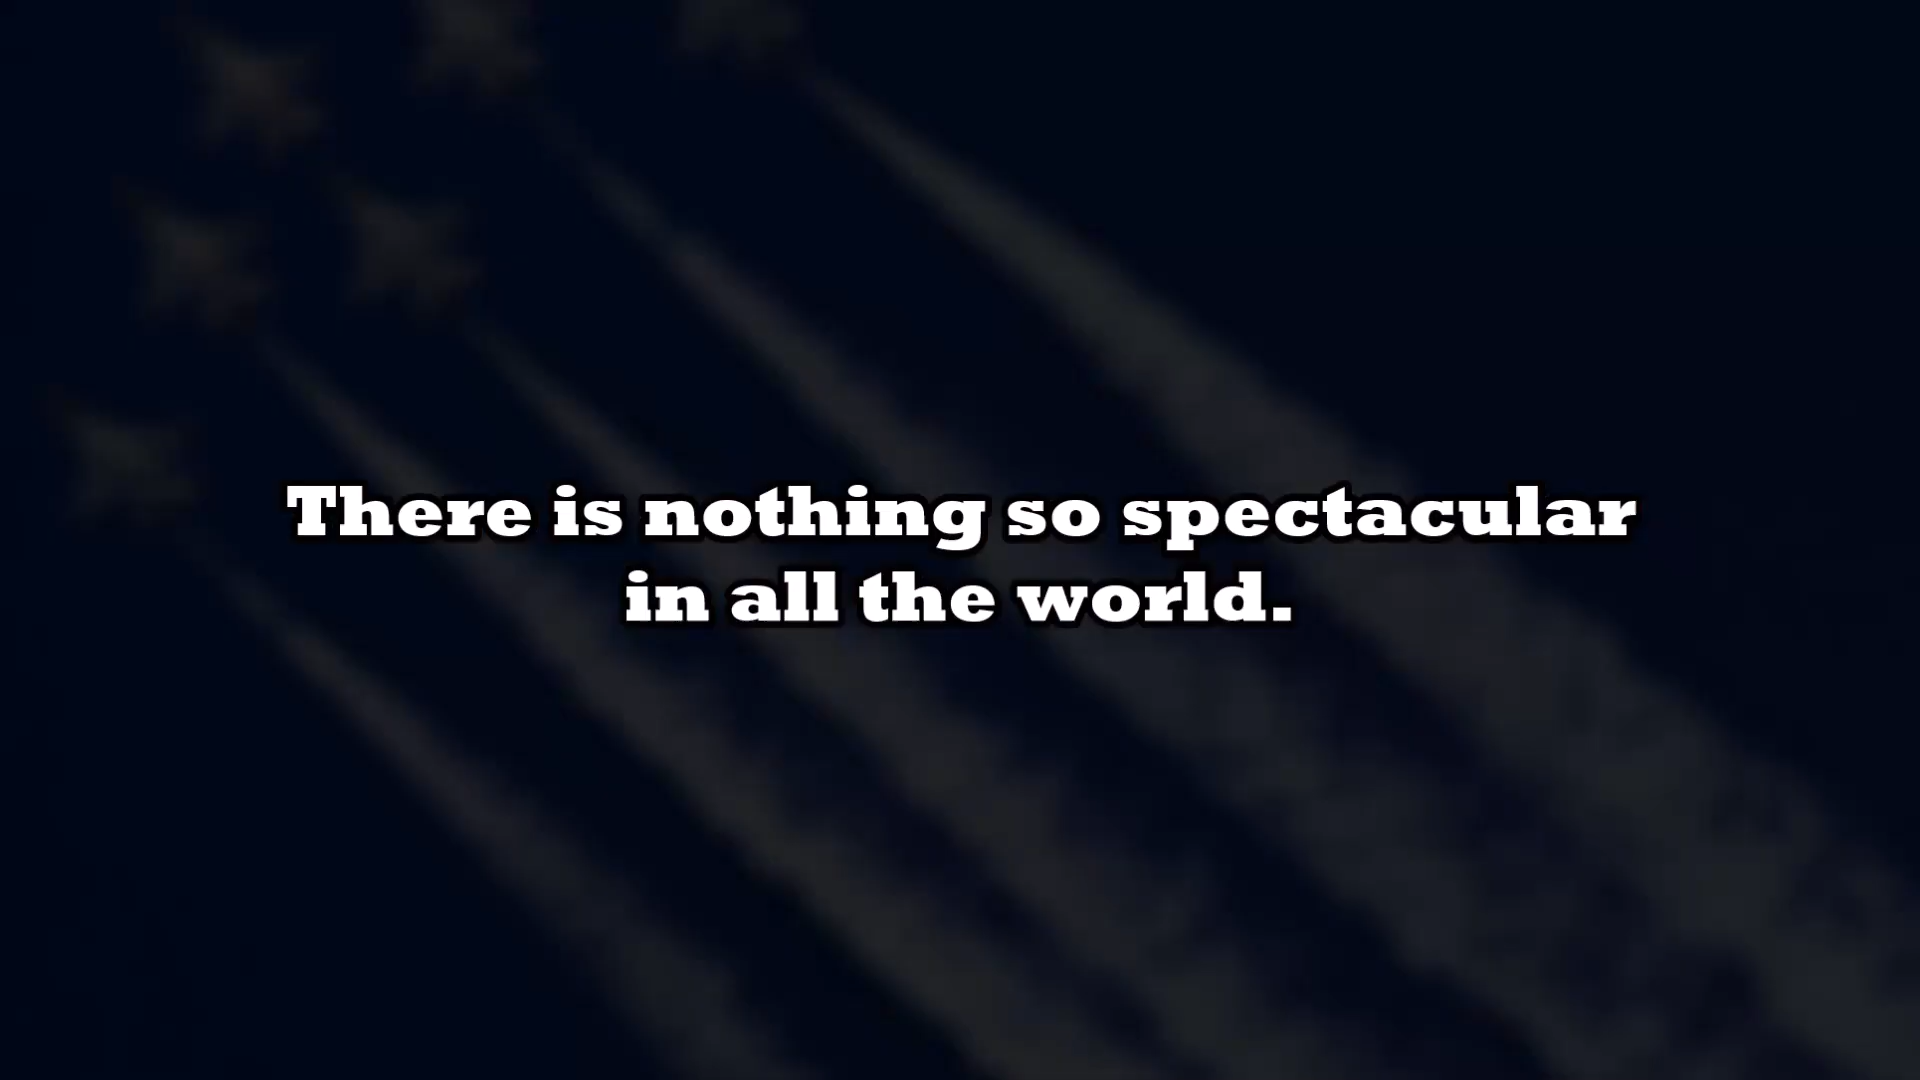 There is nothing so spectacular
in all the world.